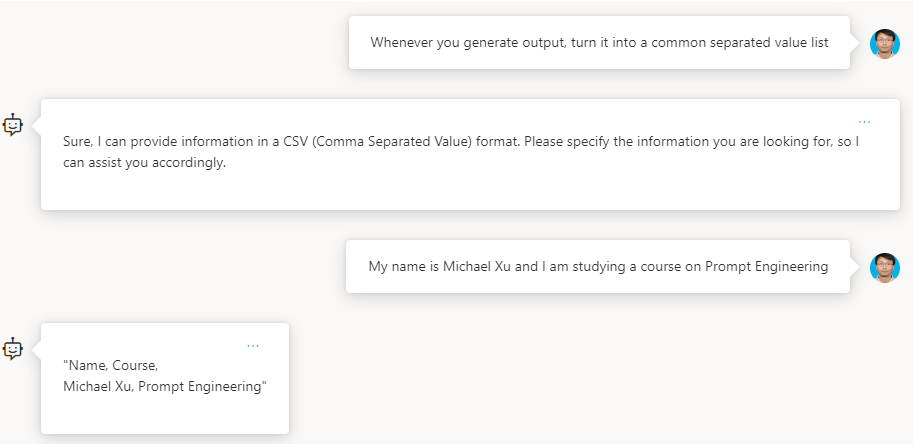 Whenever you generate output, turn it into a common separated value list
...
Sure, I can provide information in a CSV (Comma Separated Value) format. Please specify the information you are looking for, so I
can assist you accordingly.
My name is Michael Xu and I am studying a course on Prompt Engineering
...
"Name, Course,
Michael Xu, Prompt Engineering"